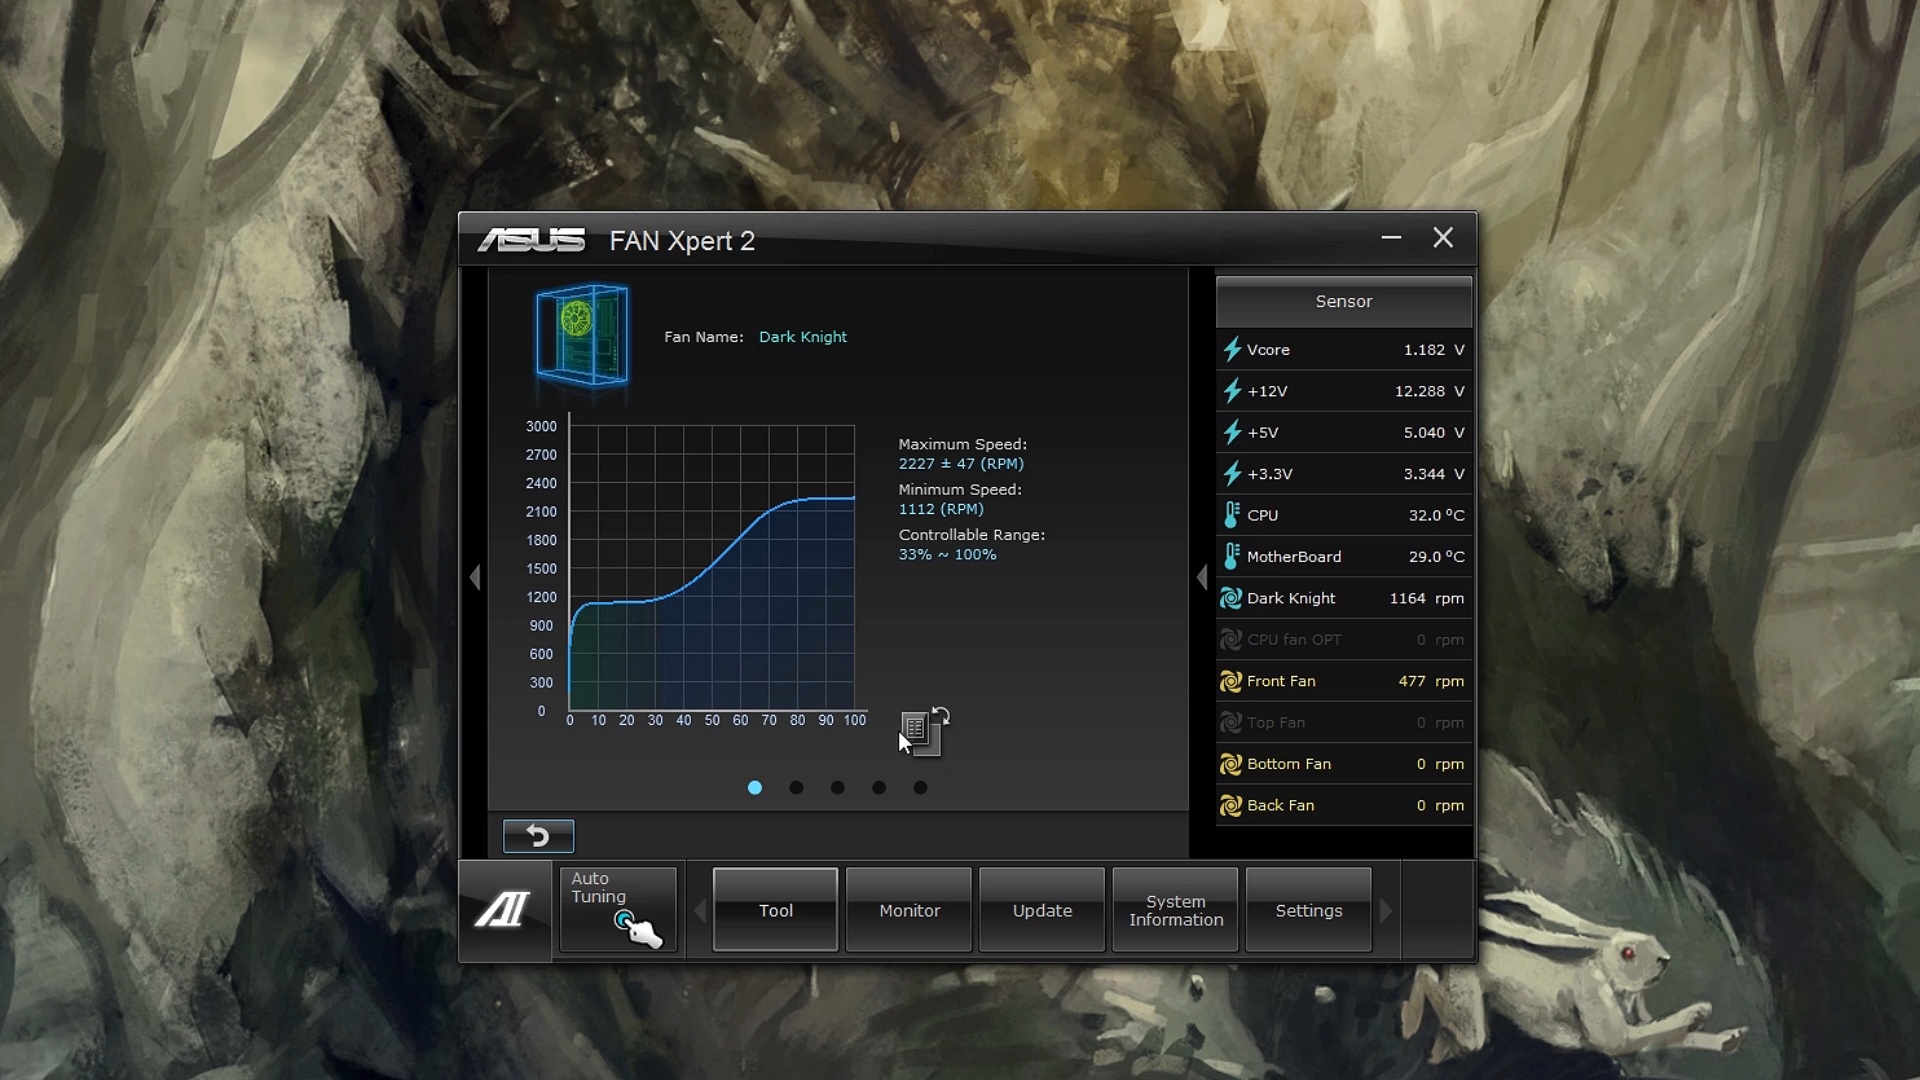 ASUS FAN Xpert 2
Fan Name: Dark Knight
3000
2700
2400
2100
1800
1500
1200
900
600
300
0
0 10 20 30 40 50 60 70 80 90 100
Maximum Speed:
2227 ± 47 (RPM)
Minimum Speed:
1112 (RPM)
Controllable Range:
33% ~ 100%
Sensor
Vcore 1.182 V
+12V 12.288 V
+5V 5.040 V
+3.3V 3.344 V
CPU 32.0 ºC
MotherBoard 29.0 ºC
Dark Knight 1164 rpm
CPU fan OPT 0 rpm
Front Fan 477 rpm
Top Fan 0 rpm
Bottom Fan 0 rpm
Back Fan 0 rpm
AI
Auto
Tuning
Tool
Monitor
Update
System
Information
Settings